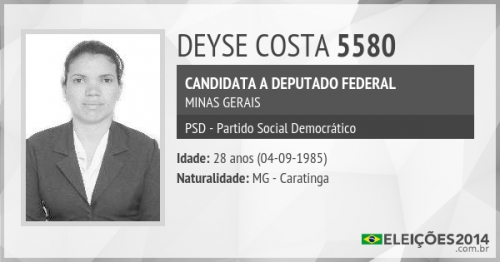 DEYSE COSTA 5580
CANDIDATA A DEPUTADO FEDERAL
MINAS GERAIS
PSD - Partido Social Democrático
Idade: 28 anos (04-09-1985)
Naturalidade: MG - Caratinga
ELEIÇÕES2014
.com.br